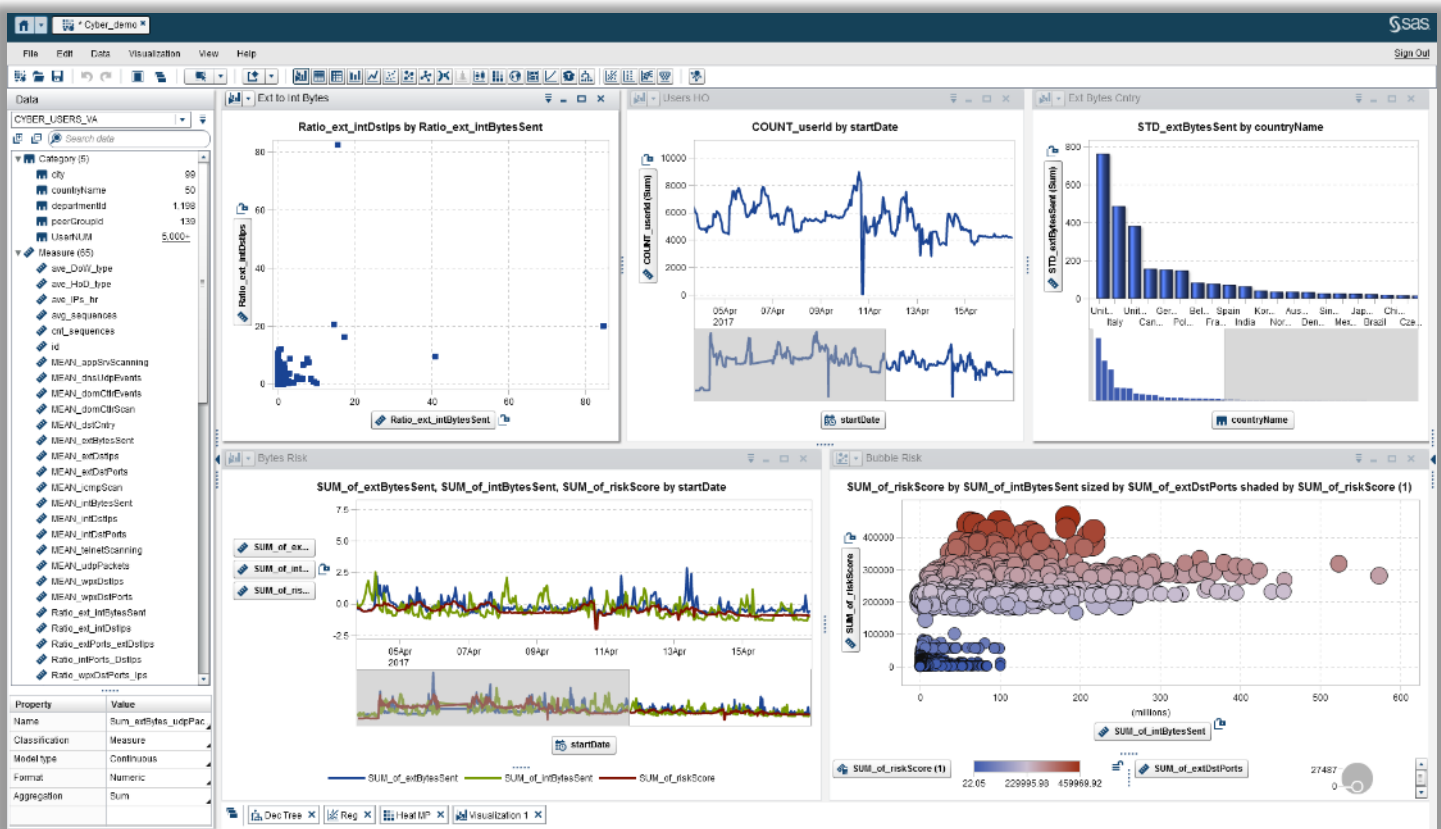 * Cyber_demo
sas
File Edit Data Visualization View Help
Sign Out
Data
CYBER_USERS_VA
Search data
Category (5)
city 99
countryName 50
departmentId 1,198
peerGroupId 139
UserNUM 5,000+
Measure (65)
ave_DoW_type
ave_HoD_type
ave_IPs_hr
avg_sequences
cnt_sequences
id
MEAN_appSrvScanning
MEAN_dnsUdpEvents
MEAN_domCtlrEvents
MEAN_domCtlrScan
MEAN_dstCntry
MEAN_extBytesSent
MEAN_extDstIps
MEAN_extDstPorts
MEAN_icmpScan
MEAN_intBytesSent
MEAN_intDstIps
MEAN_intDstPorts
MEAN_telnetScanning
MEAN_udpPackets
MEAN_wpxDstIps
MEAN_wpxDstPorts
Ratio_ext_intBytesSent
Ratio_ext_intDstIps
Ratio_extPorts_extDstIps
Ratio_intPorts_DstIps
Ratio_wpxDstPorts_Ips
Property Value
Name Sum_extBytes_udpPac
Classification Measure
Model type Continuous
Format Numeric
Aggregation Sum
Ext to Int Bytes
Ratio_ext_intDstIps by Ratio_ext_intBytesSent
Ratio_ext_intDstIps
80
60
40
20
0
0 20 40 60 80
Ratio_ext_intBytesSent
Users HO
COUNT_userId by startDate
COUNT_userId (Sum)
10000
8000
6000
4000
2000
0
05Apr 07Apr 09Apr 11Apr 13Apr 15Apr
2017
startDate
Ext Bytes Cntry
STD_extBytesSent by countryName
STD_extBytesSent (Sum)
800
600
400
200
0
Unit... Unit... Ger... Bel... Spain Kor... Aus... Sin... Jap... Chi...
Italy Can... Pol... Fra... India Nor... Den... Mex... Brazil Cze...
countryName
Bytes Risk
SUM_of_extBytesSent, SUM_of_intBytesSent, SUM_of_riskScore by startDate
SUM_of_ex...
SUM_of_int...
SUM_of_ris...
7.5
5.0
2.5
0.0
-2.5
05Apr 07Apr 09Apr 11Apr 13Apr 15Apr
2017
startDate
SUM_of_extBytesSent SUM_of_intBytesSent SUM_of_riskScore
Bubble Risk
SUM_of_riskScore by SUM_of_intBytesSent sized by SUM_of_extDstPorts shaded by SUM_of_riskScore (1)
SUM_of_riskScore
400000
300000
200000
100000
0
0 100 200 300 400 500 600
(millions)
SUM_of_intBytesSent
SUM_of_riskScore (1)
22.05 229995.98 459969.92
SUM_of_extDstPorts
27487
0
Dec Tree Reg Heat MP Visualization 1